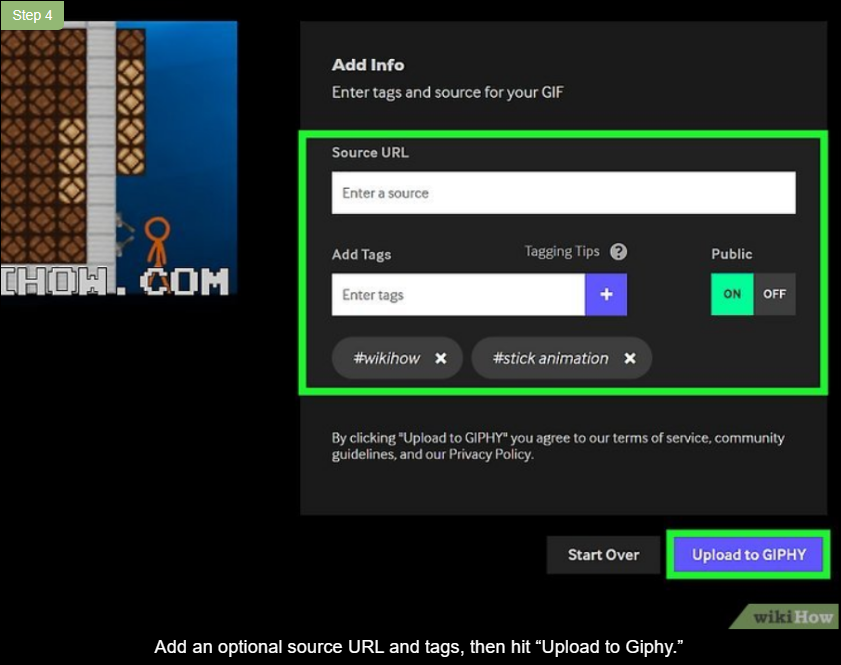 Step 4
Add Info
Enter tags and source for your GIF
Source URL
Enter a source
Add Tags
Tagging Tips ?
Public
Enter tags
+
ON OFF
IHOW.COM
#wikihow ×
#stick animation ×
By clicking "Upload to GIPHY" you agree to our terms of service, community
guidelines, and our Privacy Policy.
Start Over
Upload to GIPHY
wikiHow
Add an optional source URL and tags, then hit “Upload to Giphy.”